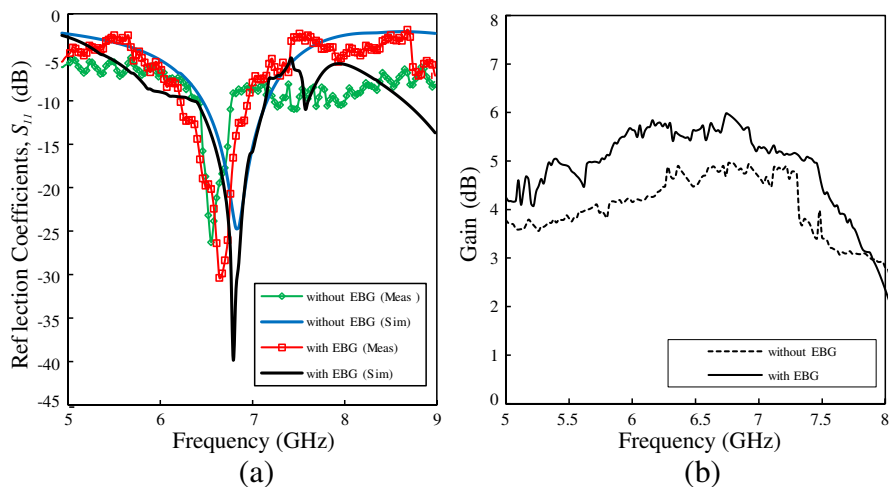 0
-5
-10
-15
-20
-25
-30
-35
-40
-45
Ref lection Coefficients, S11 (dB)
without EBG (Meas )
without EBG (Sim)
with EBG (Meas)
with EBG (Sim)
5 6 7 8 9
Frequency (GHz)
(a)
8
7
6
5
4
3
2
1
0
Gain (dB)
without EBG
with EBG
5 5.5 6 6.5 7 7.5 8
Frequency (GHz)
(b)